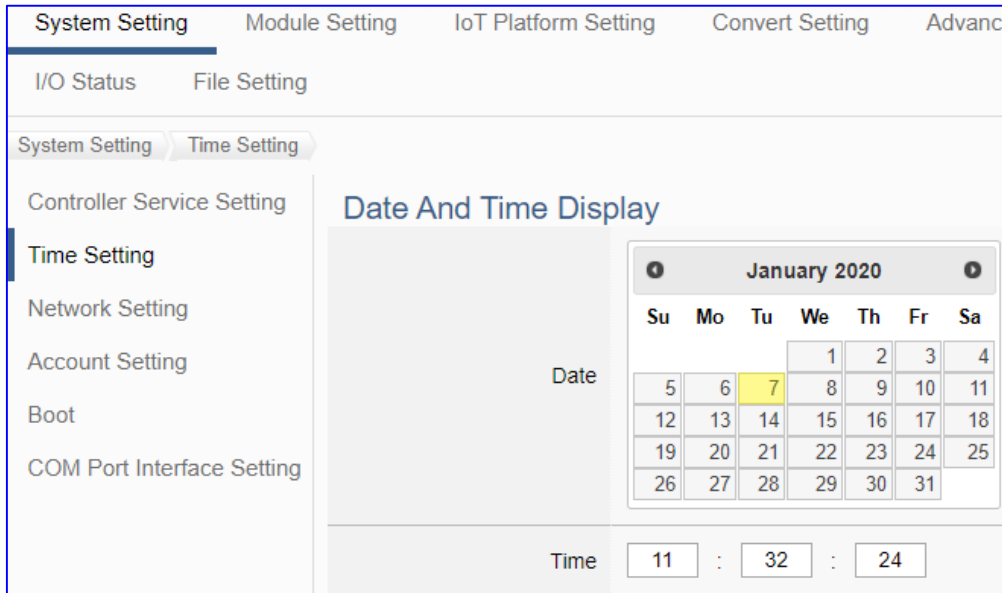 System Setting Module Setting IoT Platform Setting Convert Setting Advanc
I/O Status File Setting
System Setting Time Setting
Controller Service Setting
Time Setting
Network Setting
Account Setting
Boot
COM Port Interface Setting
Date And Time Display
Date
January 2020
Su Mo Tu We Th Fr Sa
1 2 3 4
5 6 7 8 9 10 11
12 13 14 15 16 17 18
19 20 21 22 23 24 25
26 27 28 29 30 31
Time 11 : 32 : 24